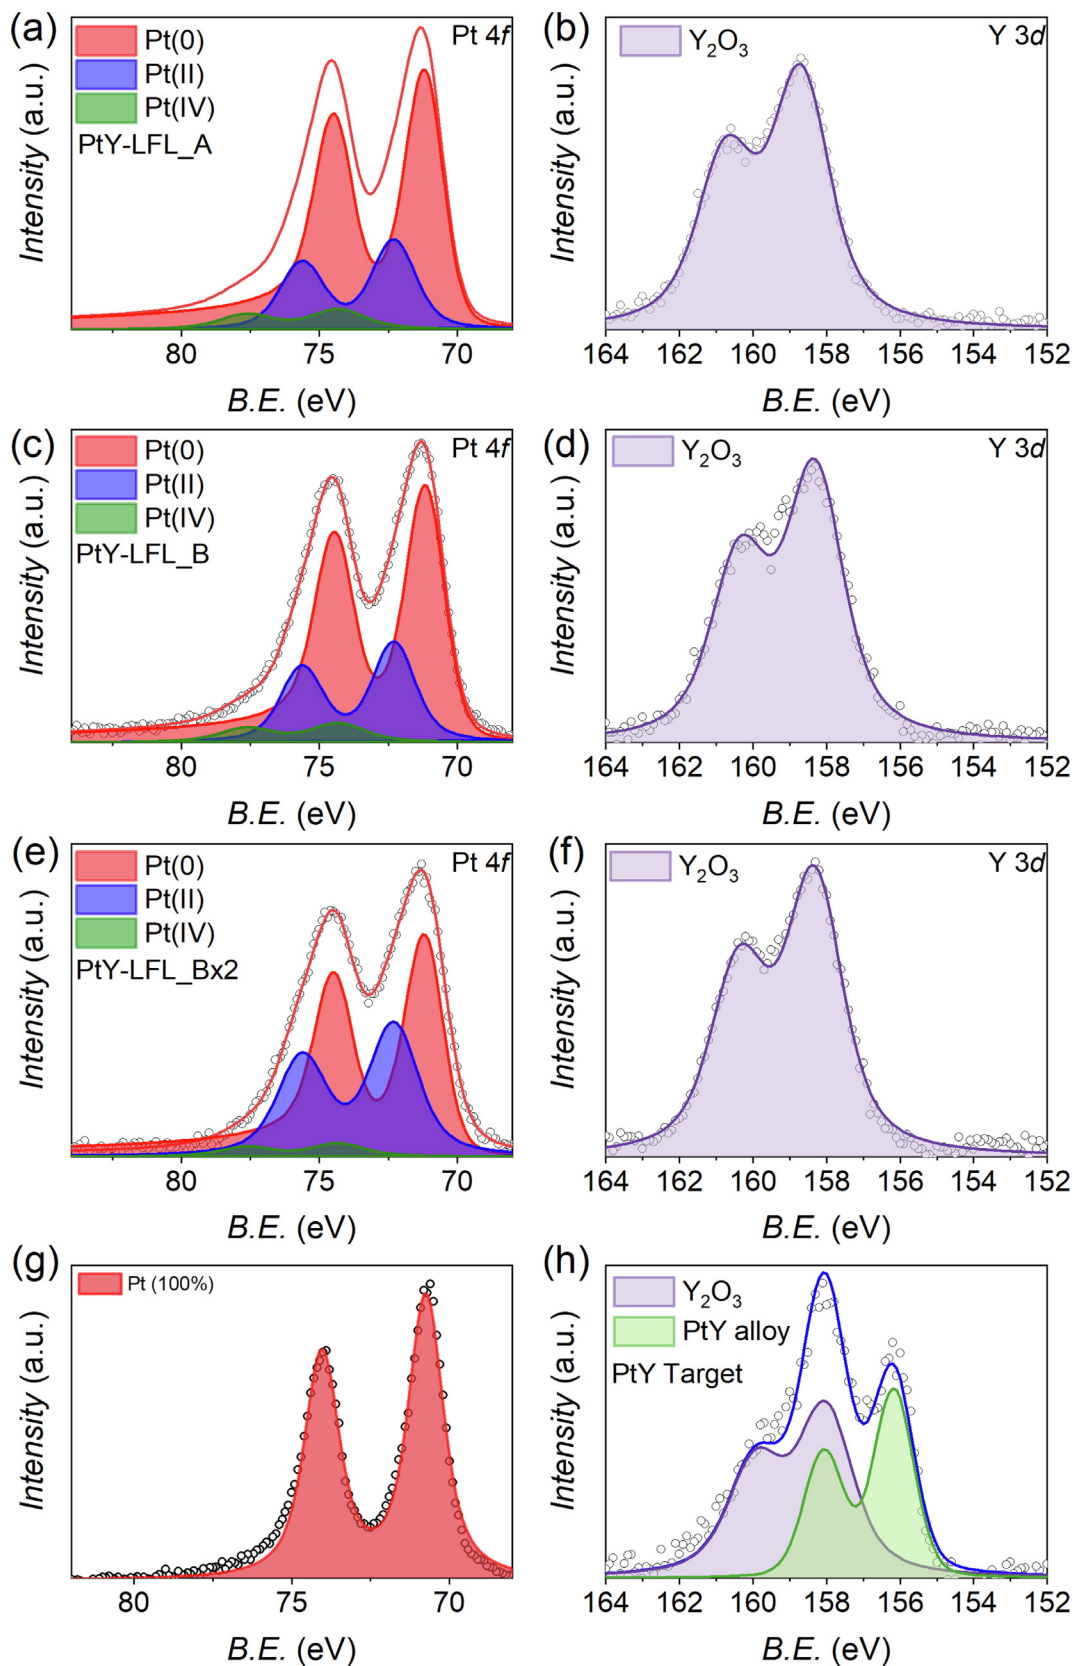 (a)
Pt(0)
Pt(II)
Pt(IV)
PtY-LFL_A
Pt 4f
Intensity (a.u.)
80 75 70
B.E. (eV)
(b)
Y₂O₃
Y 3d
Intensity (a.u.)
164 162 160 158 156 154 152
B.E. (eV)
(c)
Pt(0)
Pt(II)
Pt(IV)
PtY-LFL_B
Pt 4f
Intensity (a.u.)
80 75 70
B.E. (eV)
(d)
Y₂O₃
Y 3d
Intensity (a.u.)
164 162 160 158 156 154 152
B.E. (eV)
(e)
Pt(0)
Pt(II)
Pt(IV)
PtY-LFL_Bx2
Pt 4f
Intensity (a.u.)
80 75 70
B.E. (eV)
(f)
Y₂O₃
Y 3d
Intensity (a.u.)
164 162 160 158 156 154 152
B.E. (eV)
(g)
Pt (100%)
Intensity (a.u.)
80 75 70
B.E. (eV)
(h)
Y₂O₃
PtY alloy
PtY Target
Intensity (a.u.)
164 162 160 158 156 154 152
B.E. (eV)